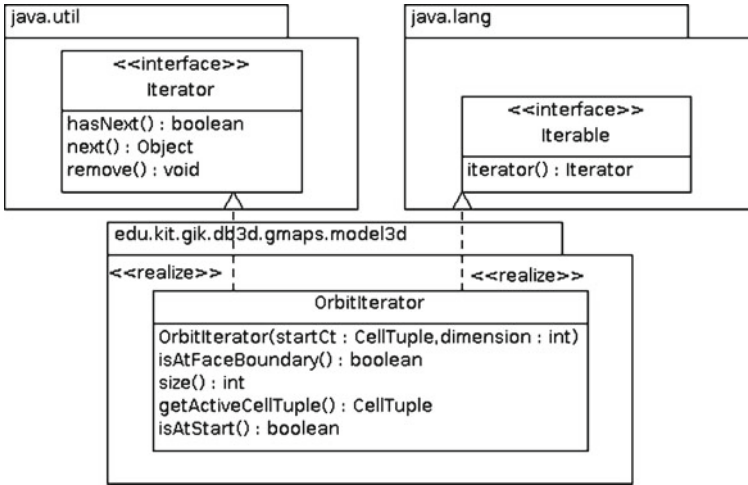 java.util
<<interface>>
Iterator
hasNext() : boolean
next() : Object
remove() : void
java.lang
<<interface>>
Iterable
iterator() : Iterator
edu.kit.gik.db3d.gmaps.model3d
<<realize>>
<<realize>>
OrbitIterator
OrbitIterator(startCt : CellTuple,dimension : int)
isAtFaceBoundary() : boolean
size() : int
getActiveCellTuple() : CellTuple
isAtStart() : boolean